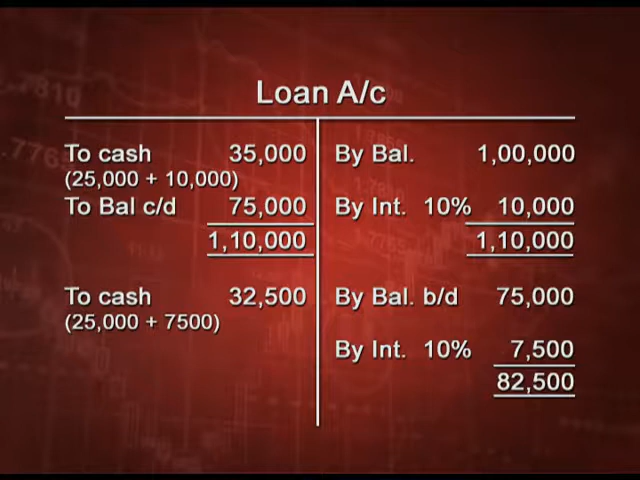 Loan A/c
To cash 35,000 By Bal. 1,00,000
(25,000 + 10,000)
To Bal c/d 75,000 By Int. 10% 10,000
1,10,000 1,10,000
To cash 32,500 By Bal. b/d 75,000
(25,000 + 7500)
By Int. 10% 7,500
82,500